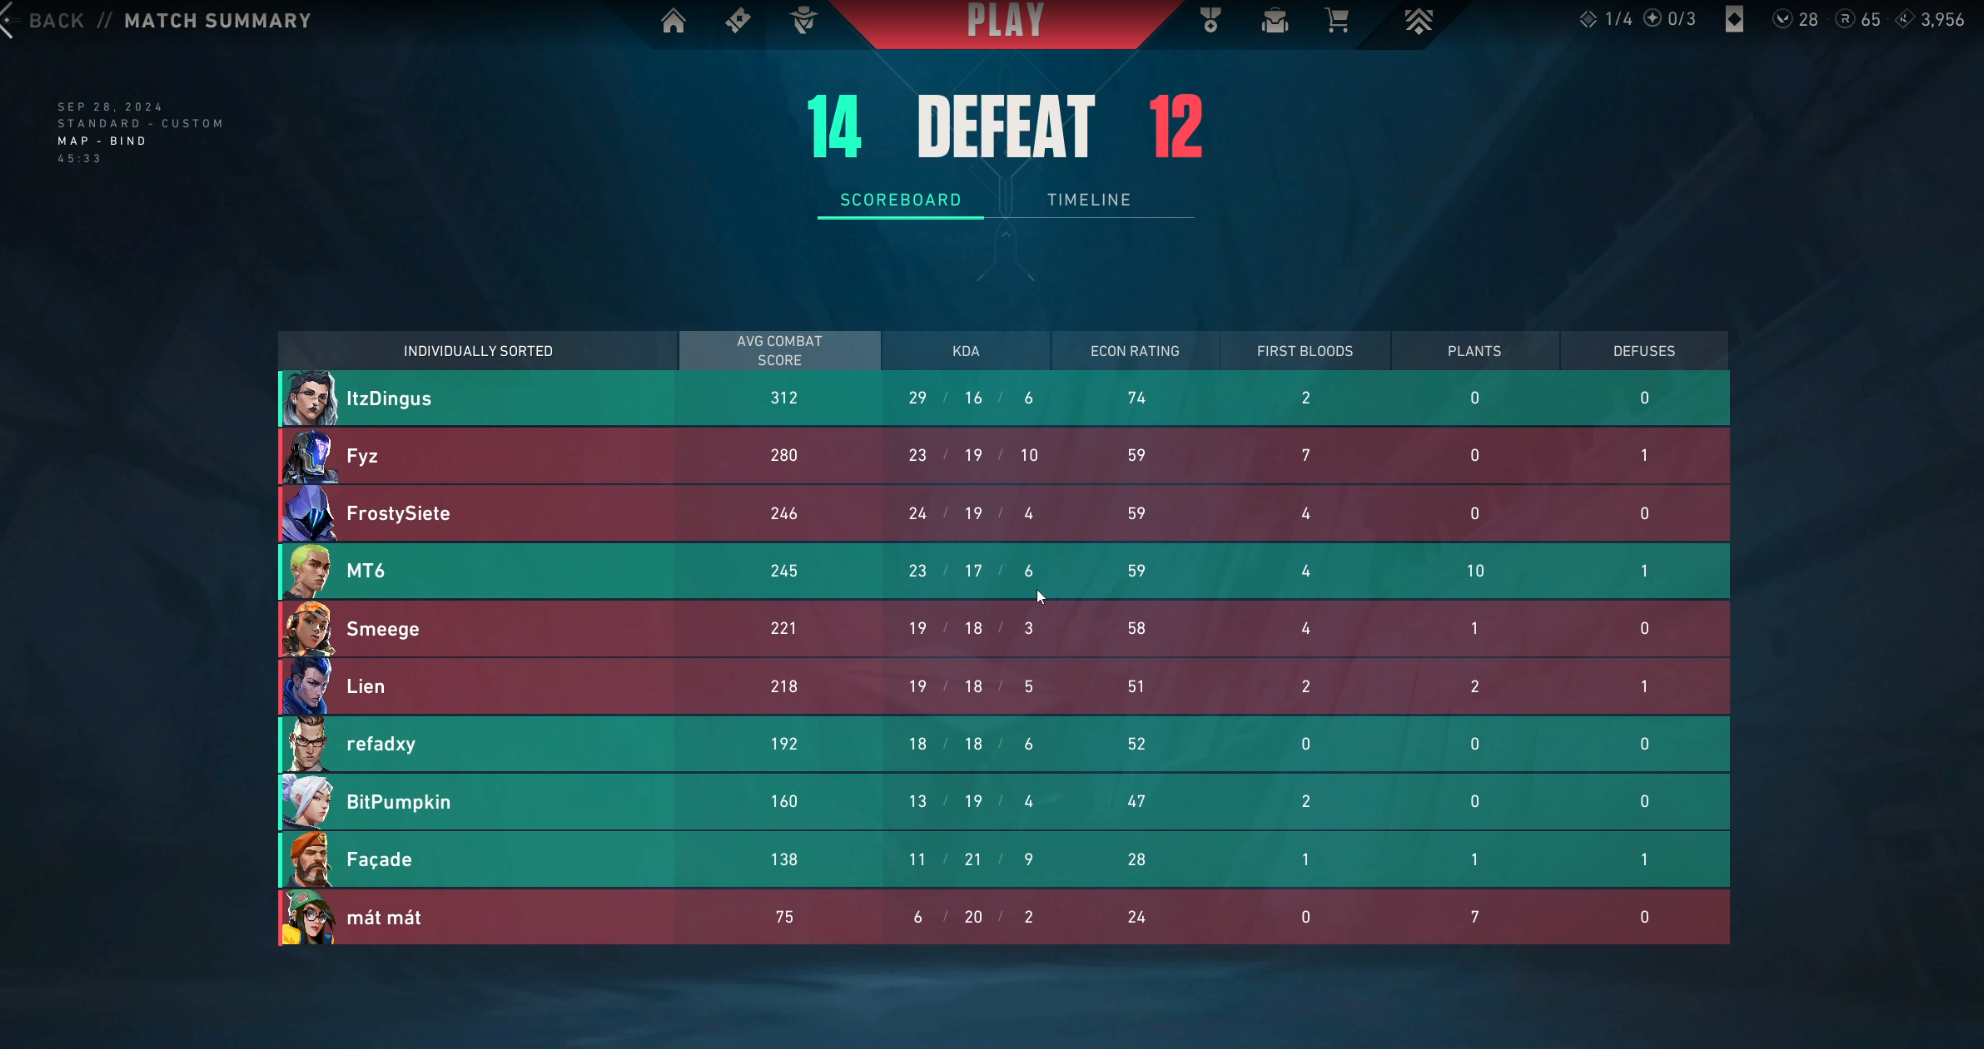 BACK // MATCH SUMMARY
PLAY
1/4 0/3 28 65 3,956
SEP 28, 2024
STANDARD - CUSTOM
MAP - BIND
45:33
14 DEFEAT 12
SCOREBOARD TIMELINE
INDIVIDUALLY SORTED AVG COMBAT SCORE KDA ECON RATING FIRST BLOODS PLANTS DEFUSES
ItzDingus 312 29 / 16 / 6 74 2 0 0
Fyz 280 23 / 19 / 10 59 7 0 1
FrostySiete 246 24 / 19 / 4 59 4 0 0
MT6 245 23 / 17 / 6 59 4 10 1
Smeege 221 19 / 18 / 3 58 4 1 0
Lien 218 19 / 18 / 5 51 2 2 1
refadxy 192 18 / 18 / 6 52 0 0 0
BitPumpkin 160 13 / 19 / 4 47 2 0 0
Façade 138 11 / 21 / 9 28 1 1 1
mát mát 75 6 / 20 / 2 24 0 7 0